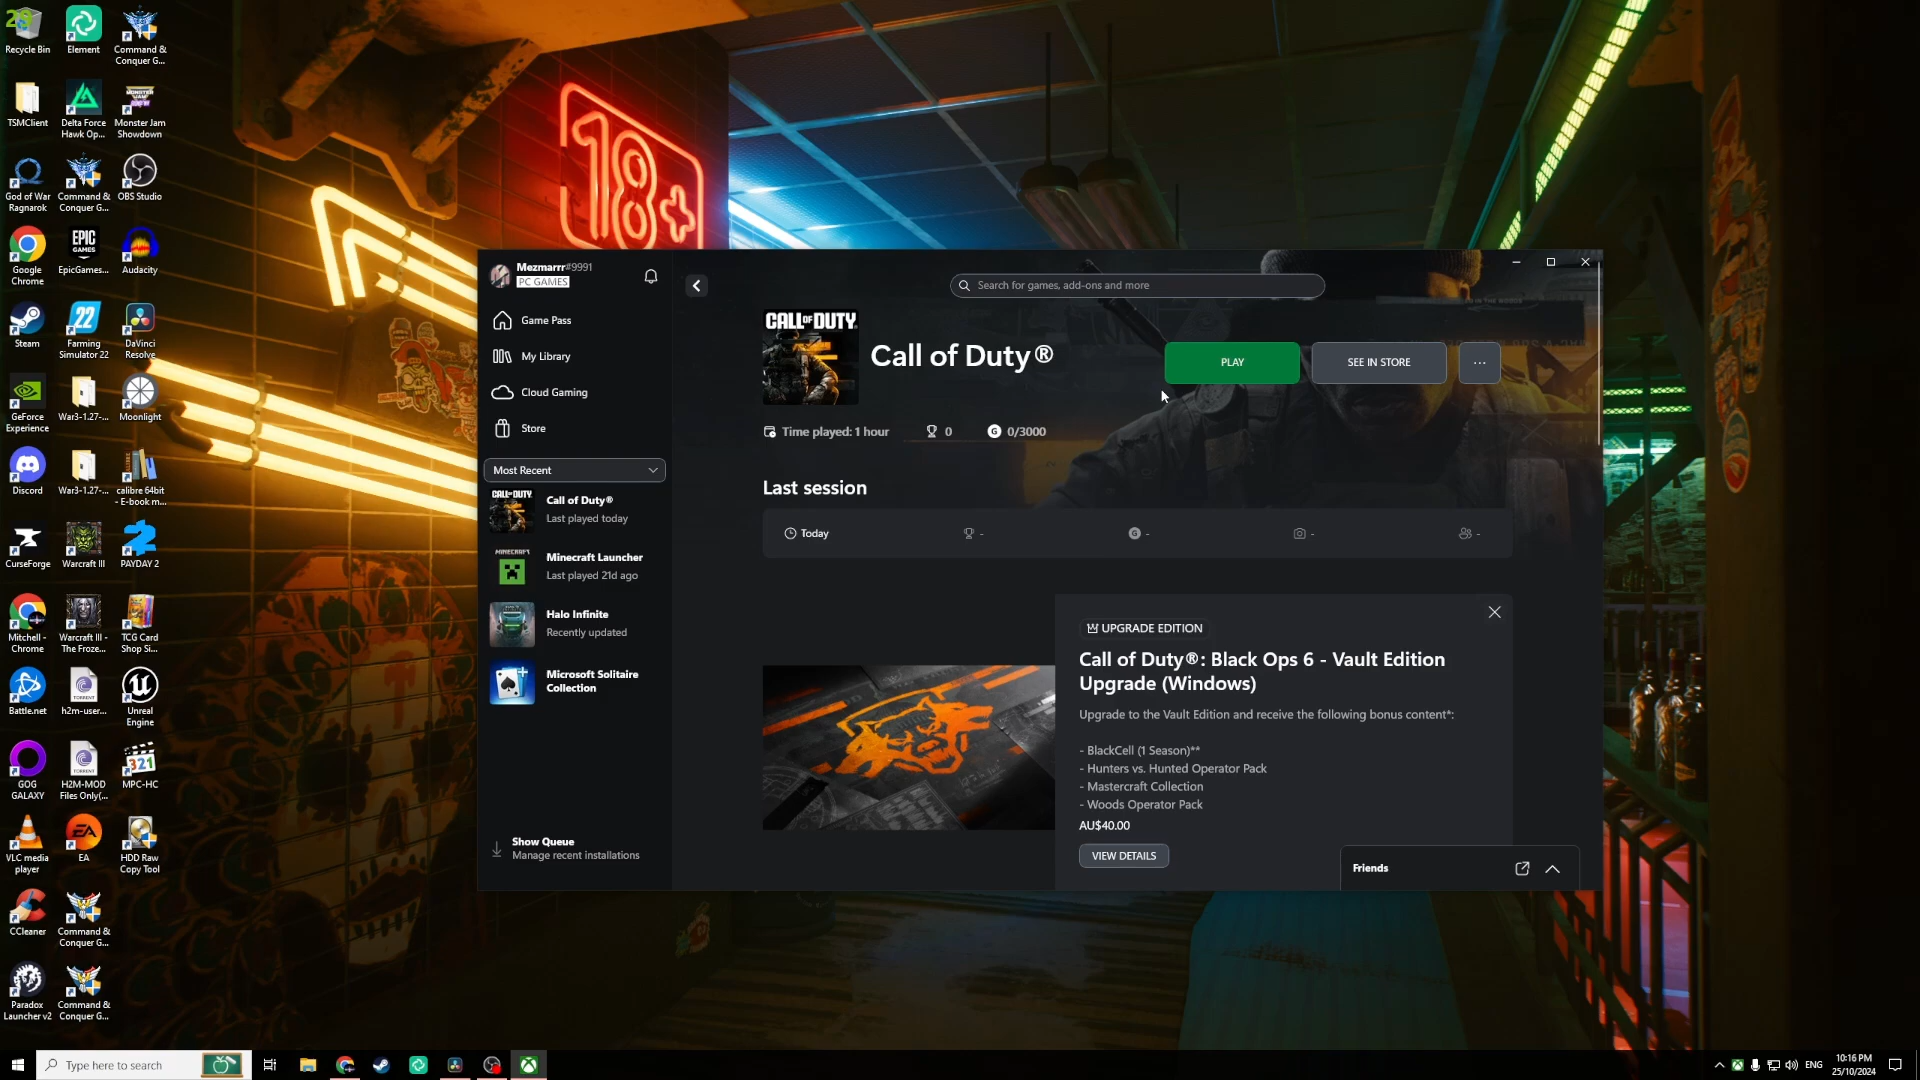 Recycle Bin
Element
Command &
Conquer G...
TSMClient
Delta Force
Hawk Op...
Monster Jam
Showdown
God of War
Ragnarok
Command &
Conquer G...
OBS Studio
Google
Chrome
EpicGames...
Audacity
Steam
Farming
Simulator 22
DaVinci
Resolve
GeForce
Experience
War3-1.27-...
Moonlight
Discord
War3-1.27-...
calibre 64bit
- E-book m...
CurseForge
Warcraft III
PAYDAY 2
Mitchell -
Chrome
Warcraft III -
The Froze...
TCG Card
Shop Si...
Battle.net
h2m-user...
Unreal
Engine
GOG
GALAXY
H2M-MOD
Files Only(...
MPC-HC
VLC media
player
EA
HDD Raw
Copy Tool
CCleaner
Command &
Conquer G...
Paradox
Launcher v2
Command &
Conquer G...
18+
Mezmarrr#9991
PC GAMES
Game Pass
My Library
Cloud Gaming
Store
Most Recent
Call of Duty®
Last played today
Minecraft Launcher
Last played 21d ago
Halo Infinite
Recently updated
Microsoft Solitaire
Collection
Show Queue
Manage recent installations
Search for games, add-ons and more
CALL OF DUTY
Call of Duty®
PLAY
SEE IN STORE
...
Time played: 1 hour
0
0/3000
Last session
Today
-
-
-
-
UPGRADE EDITION
Call of Duty®: Black Ops 6 - Vault Edition
Upgrade (Windows)
Upgrade to the Vault Edition and receive the following bonus content*:
- BlackCell (1 Season)**
- Hunters vs. Hunted Operator Pack
- Mastercraft Collection
- Woods Operator Pack
AU$40.00
VIEW DETAILS
Friends
Type here to search
ENG
10:16 PM
25/10/2024